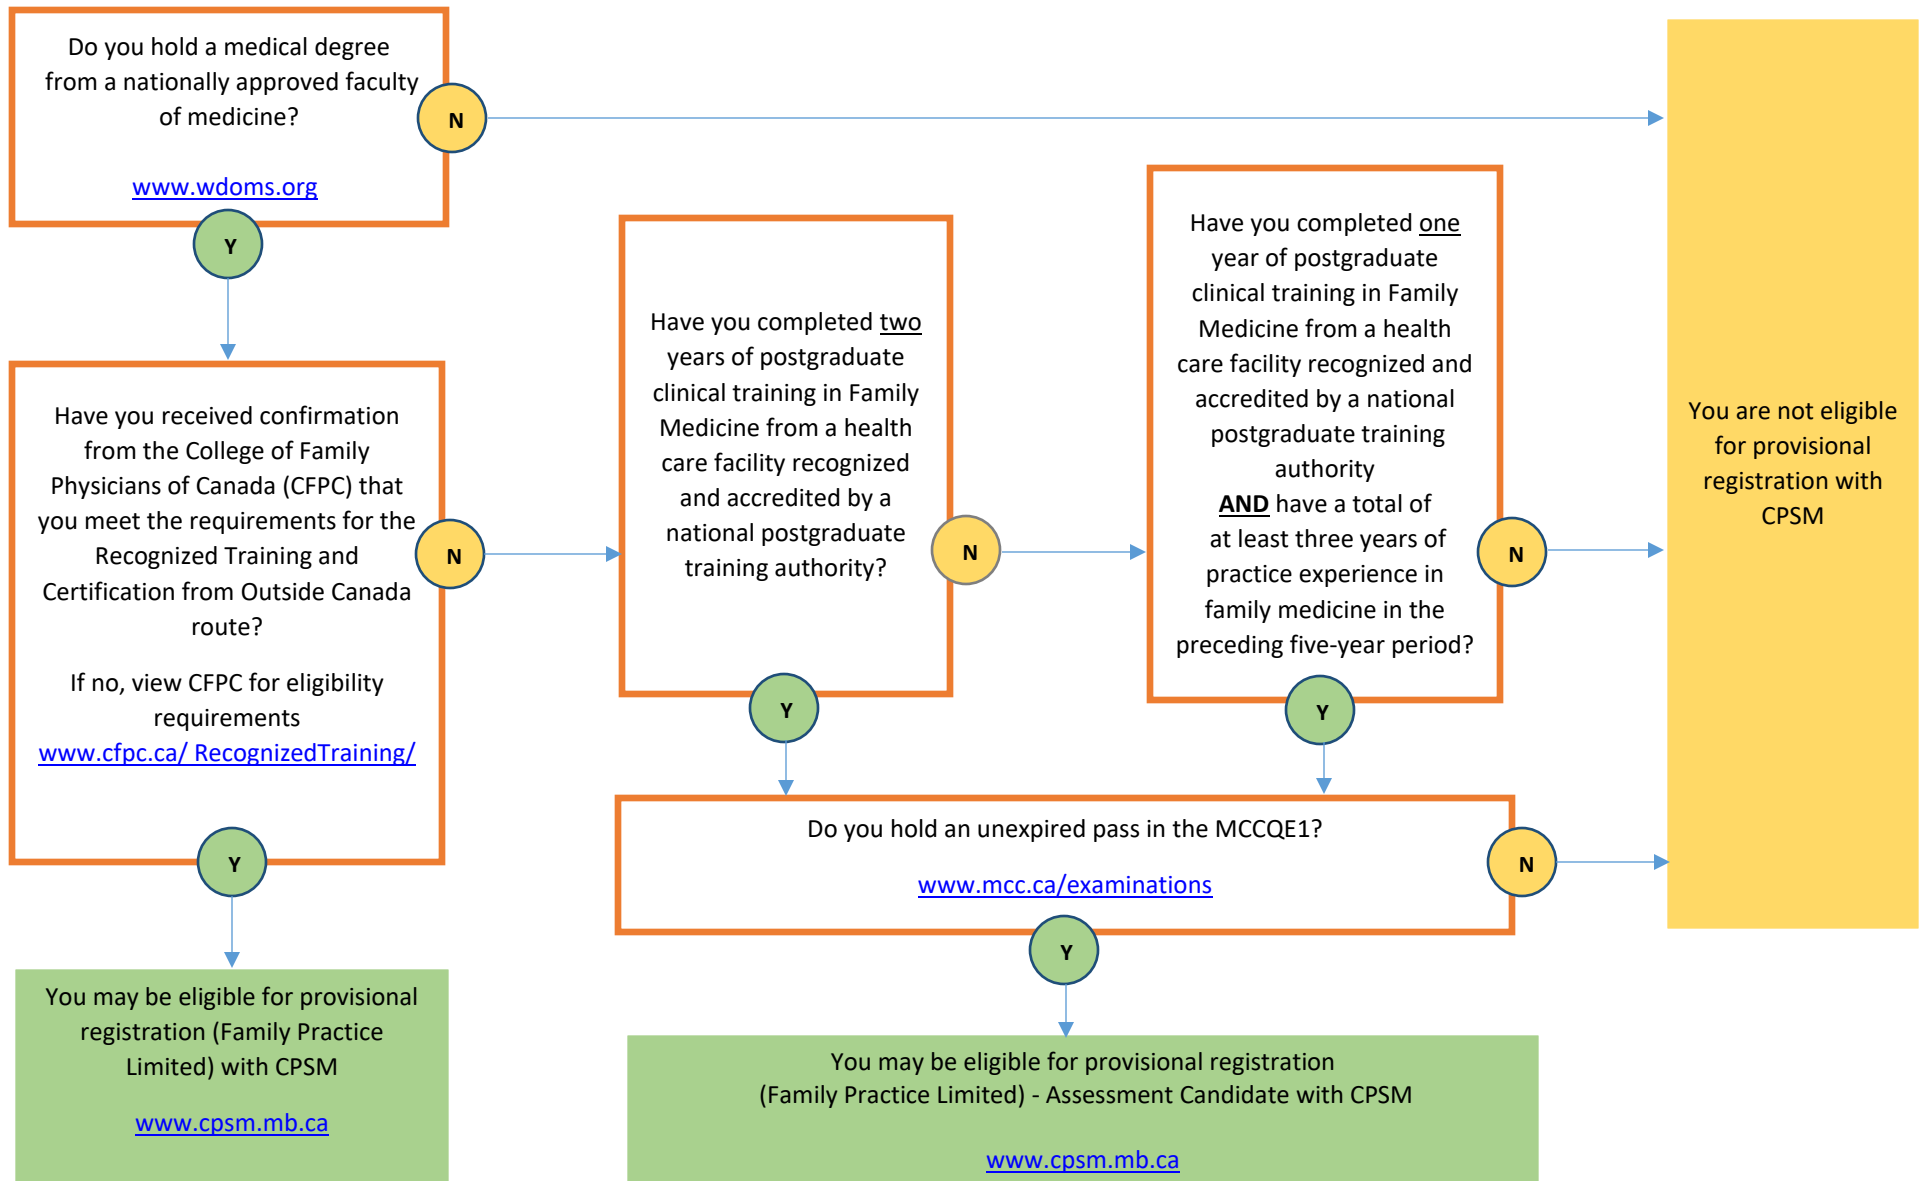 Do you hold a medical degree
from a nationally approved faculty
of medicine?
www.wdoms.org
N
Y
Have you received confirmation
from the College of Family
Physicians of Canada (CFPC) that
you meet the requirements for the
Recognized Training and
Certification from Outside Canada
route?
If no, view CFPC for eligibility
requirements
www.cfpc.ca/ RecognizedTraining/
N
Y
You may be eligible for provisional
registration (Family Practice
Limited) with CPSM
www.cpsm.mb.ca
Have you completed two
years of postgraduate
clinical training in Family
Medicine from a health
care facility recognized
and accredited by a
national postgraduate
training authority?
N
Y
Have you completed one
year of postgraduate
clinical training in Family
Medicine from a health
care facility recognized and
accredited by a national
postgraduate training
authority
AND have a total of
at least three years of
practice experience in
family medicine in the
preceding five-year period?
N
Y
Do you hold an unexpired pass in the MCCQE1?
www.mcc.ca/examinations
N
Y
You may be eligible for provisional registration
(Family Practice Limited) - Assessment Candidate with CPSM
www.cpsm.mb.ca
You are not eligible
for provisional
registration with
CPSM